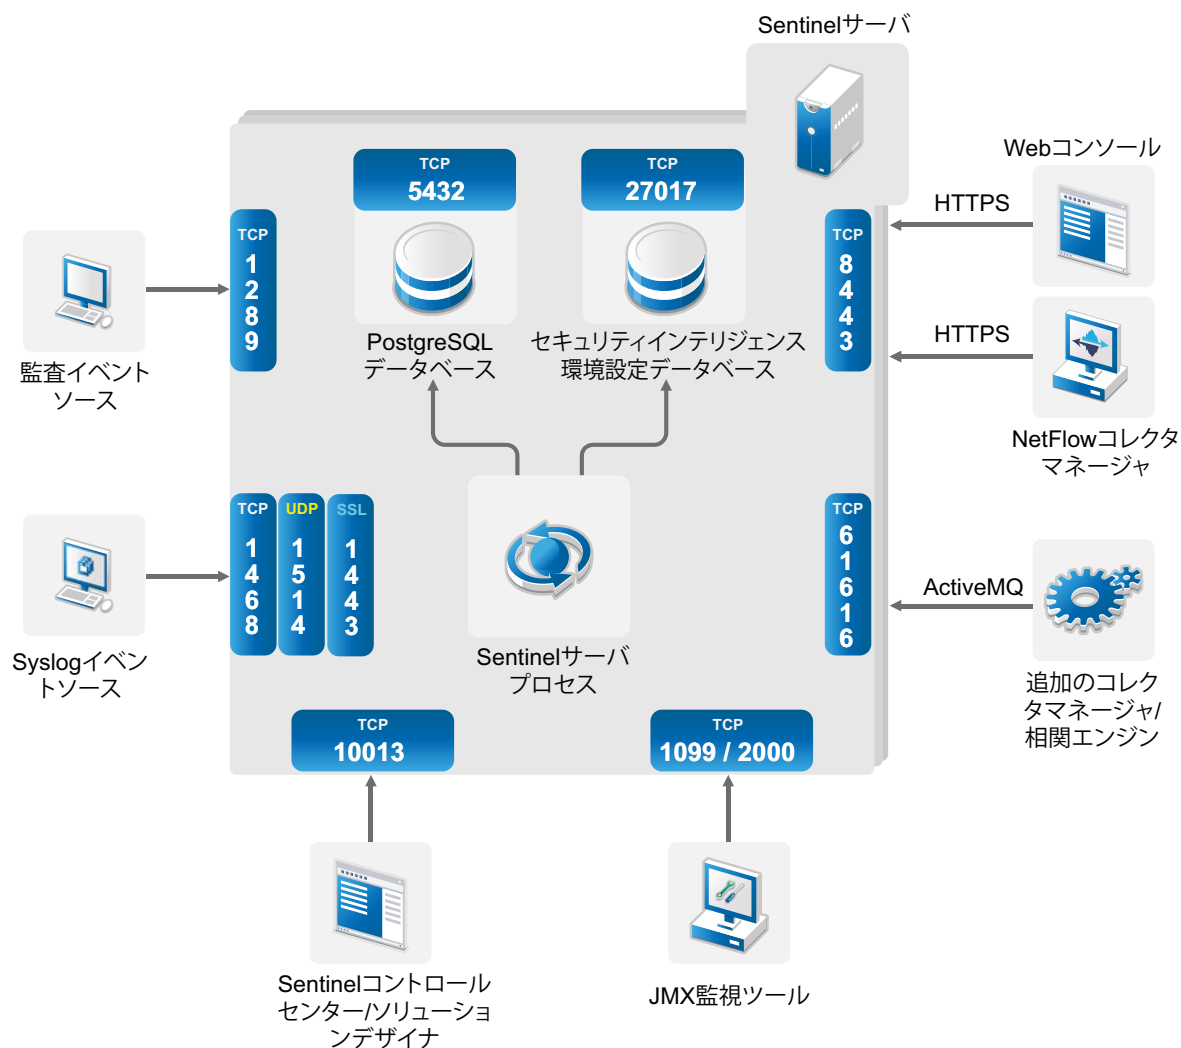 Sentinelサーバ
TCP
5432
TCP
27017
PostgreSQL
データベース
セキュリティインテリジェンス
環境設定データベース
TCP
1
2
8
9
監査イベント
ソース
TCP
8
4
4
3
Webコンソール
HTTPS
HTTPS
NetFlowコレクタ
マネージャ
TCP
1
4
6
8
UDP
1
5
1
4
SSL
1
4
4
3
Syslogイベン
トソース
Sentinelサーバ
プロセス
TCP
6
1
6
1
6
ActiveMQ
追加のコレク
タマネージャ/
相関エンジン
TCP
10013
TCP
1099 / 2000
Sentinelコントロール
センター/ソリューショ
ンデザイナ
JMX監視ツール